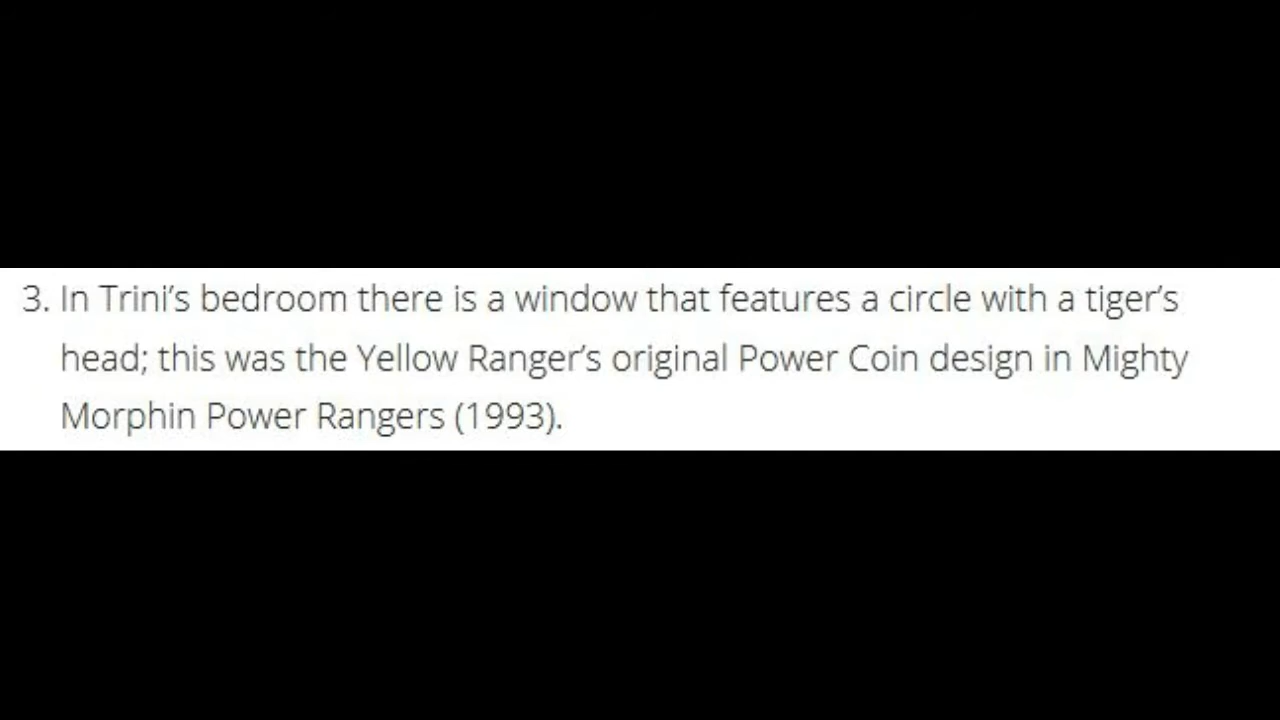 3. In Trini’s bedroom there is a window that features a circle with a tiger’s
head; this was the Yellow Ranger’s original Power Coin design in Mighty
Morphin Power Rangers (1993).